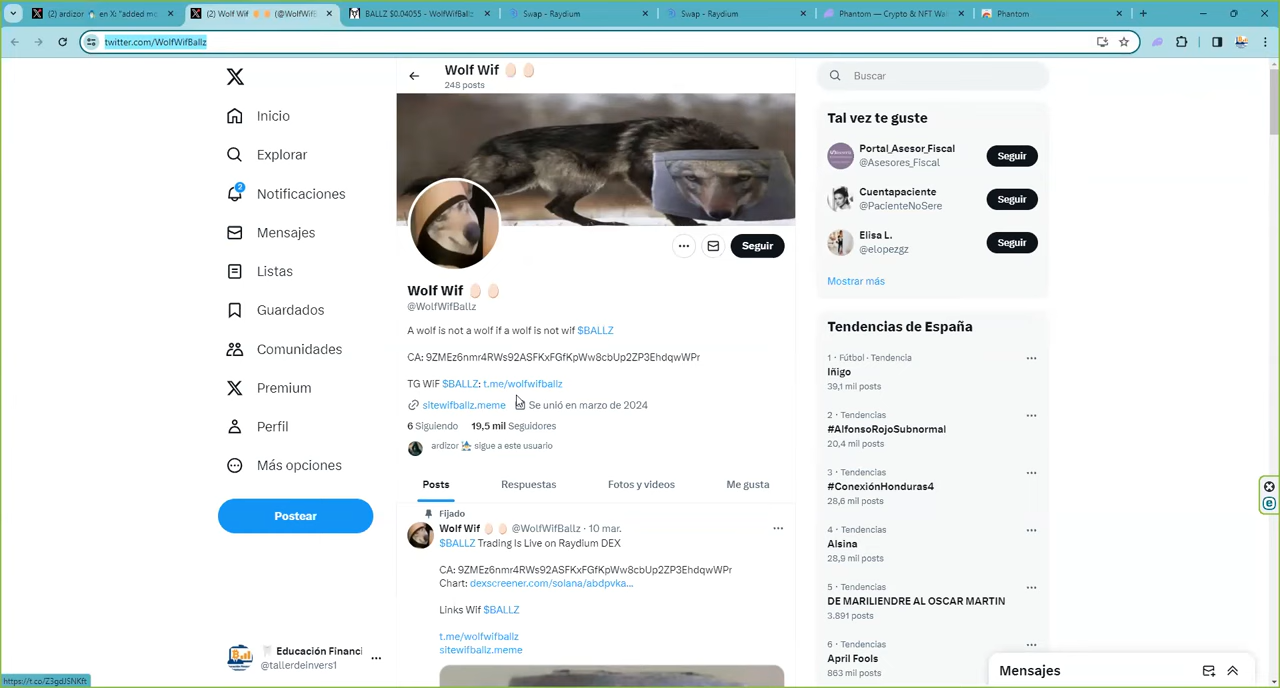 (2) ardizor en X: "added me
(2) Wolf Wif (@WolfWifB
BALLZ $0.04055 - WolfWifBallz
Swap - Raydium
Swap - Raydium
Phantom — Crypto & NFT Wal
Phantom
twitter.com/WolfWifBallz
Wolf Wif
248 posts
Buscar
Inicio
Explorar
2
Notificaciones
Mensajes
Listas
Guardados
Comunidades
Premium
Perfil
Más opciones
Postear
Educación Financi
@tallerdeinvers1
https://t.co/Z3gdJSNKft
Seguir
Wolf Wif
@WolfWifBallz
A wolf is not a wolf if a wolf is not wif $BALLZ
CA: 9ZMEz6nmr4RWs92ASFKxFGfKpWw8cbUp2ZP3EhdqwWPr
TG WiF $BALLZ: t.me/wolfwifballz
sitewifballz.meme Se unió en marzo de 2024
6 Siguiendo 19,5 mil Seguidores
ardizor sigue a este usuario
Posts Respuestas Fotos y videos Me gusta
Fijado
Wolf Wif @WolfWifBallz · 10 mar.
$BALLZ Trading Is Live on Raydium DEX
CA: 9ZMEz6nmr4RWs92ASFKxFGfKpWw8cbUp2ZP3EhdqwWPr
Chart: dexscreener.com/solana/abdpvka...
Links Wif $BALLZ
t.me/wolfwifballz
sitewifballz.meme
Tal vez te guste
Portal_Asesor_Fiscal
@Asesores_Fiscal
Seguir
Cuentapaciente
@PacienteNoSere
Seguir
Elisa L.
@elopezgz
Seguir
Mostrar más
Tendencias de España
1 · Fútbol · Tendencia
Iñigo
39,1 mil posts
2 · Tendencias
#AlfonsoRojoSubnormal
20,4 mil posts
3 · Tendencias
#ConexiónHonduras4
28,6 mil posts
4 · Tendencias
Alsina
28,9 mil posts
5 · Tendencias
DE MARILIENDRE AL OSCAR MARTIN
3.891 posts
6 · Tendencias
April Fools
863 mil posts
Mensajes